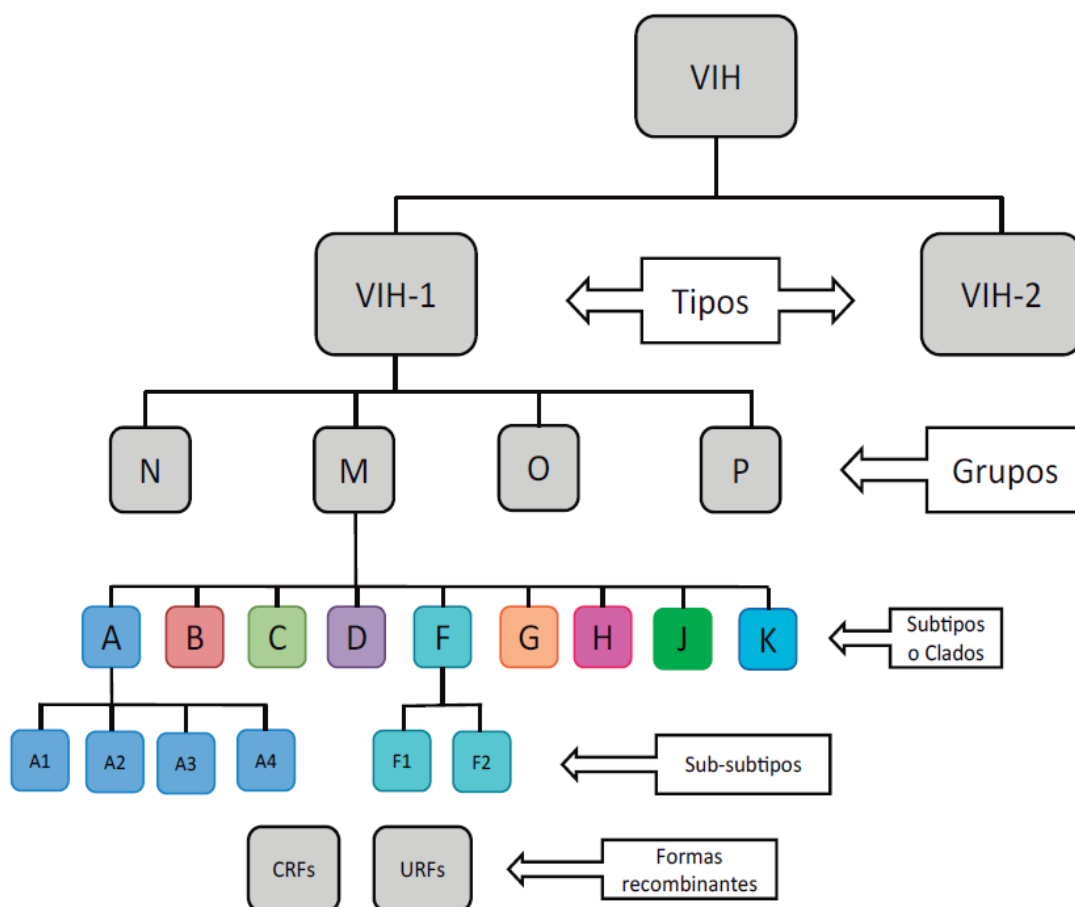 VIH
VIH-1
Tipos
VIH-2
N
M
O
P
Grupos
A
B
C
D
F
G
H
J
K
Subtipos
o Clados
A1
A2
A3
A4
F1
F2
Sub-subtipos
CRFs
URFs
Formas
recombinantes